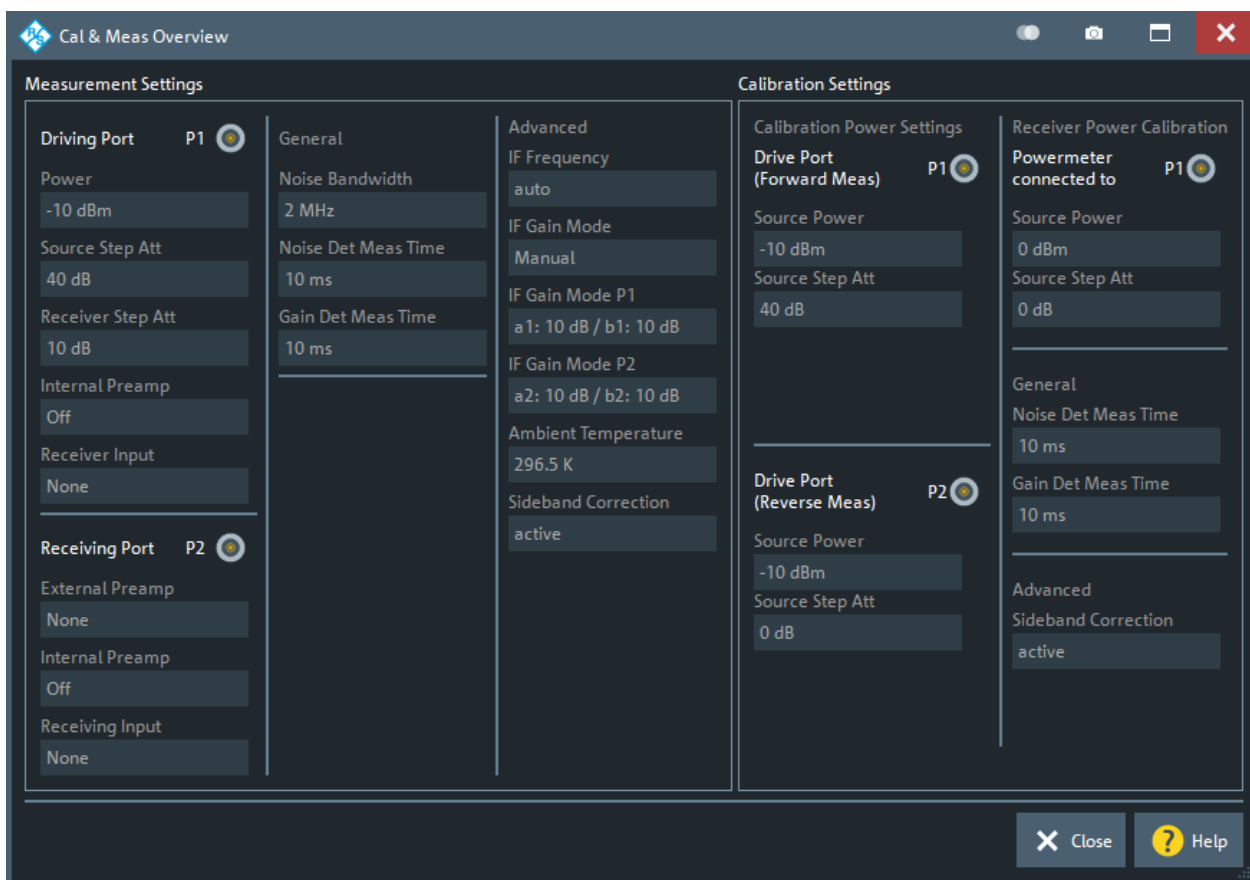 Cal & Meas Overview
Measurement Settings
Driving Port P1
Power
-10 dBm
Source Step Att
40 dB
Receiver Step Att
10 dB
Internal Preamp
Off
Receiver Input
None
Receiving Port P2
External Preamp
None
Internal Preamp
Off
Receiving Input
None
General
Noise Bandwidth
2 MHz
Noise Det Meas Time
10 ms
Gain Det Meas Time
10 ms
Advanced
IF Frequency
auto
IF Gain Mode
Manual
IF Gain Mode P1
a1: 10 dB / b1: 10 dB
IF Gain Mode P2
a2: 10 dB / b2: 10 dB
Ambient Temperature
296.5 K
Sideband Correction
active
Calibration Settings
Calibration Power Settings
Drive Port
(Forward Meas) P1
Source Power
-10 dBm
Source Step Att
40 dB
Drive Port
(Reverse Meas) P2
Source Power
-10 dBm
Source Step Att
0 dB
Receiver Power Calibration
Powermeter
connected to P1
Source Power
0 dBm
Source Step Att
0 dB
General
Noise Det Meas Time
10 ms
Gain Det Meas Time
10 ms
Advanced
Sideband Correction
active
Close
? Help